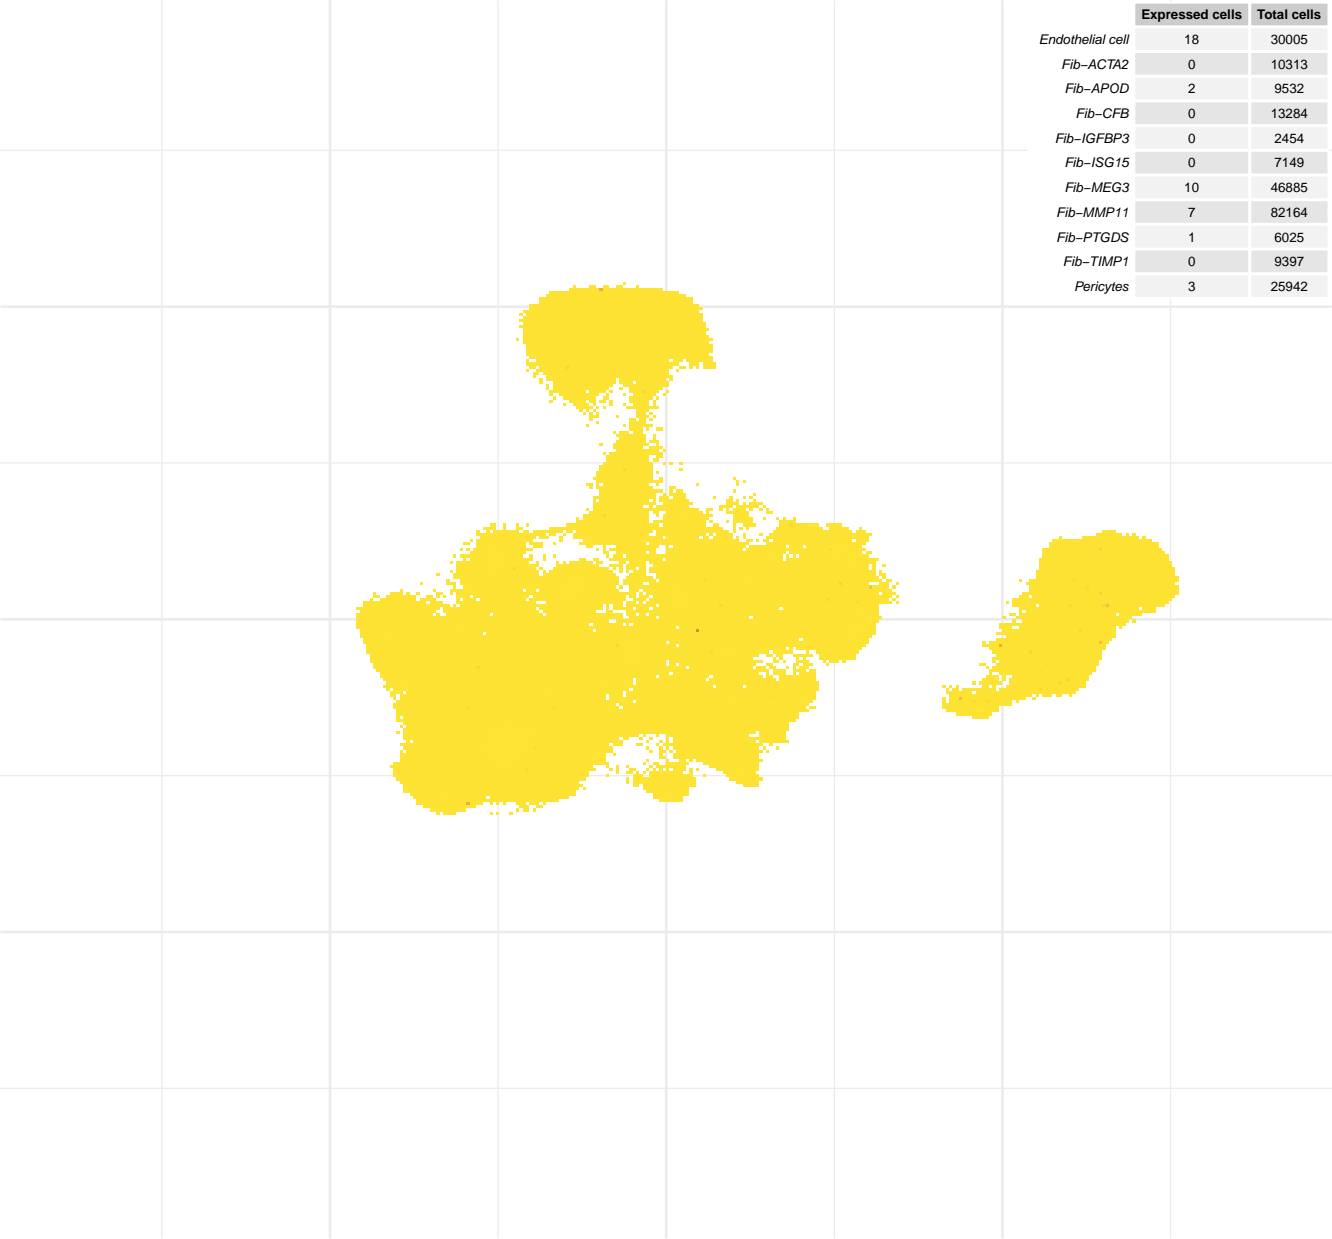 Expressed cells Total cells
Endothelial cell 18 30005
Fib−ACTA2 0 10313
Fib−APOD 2 9532
Fib−CFB 0 13284
Fib−IGFBP3 0 2454
Fib−ISG15 0 7149
Fib−MEG3 10 46885
Fib−MMP11 7 82164
Fib−PTGDS 1 6025
Fib−TIMP1 0 9397
Pericytes 3 25942